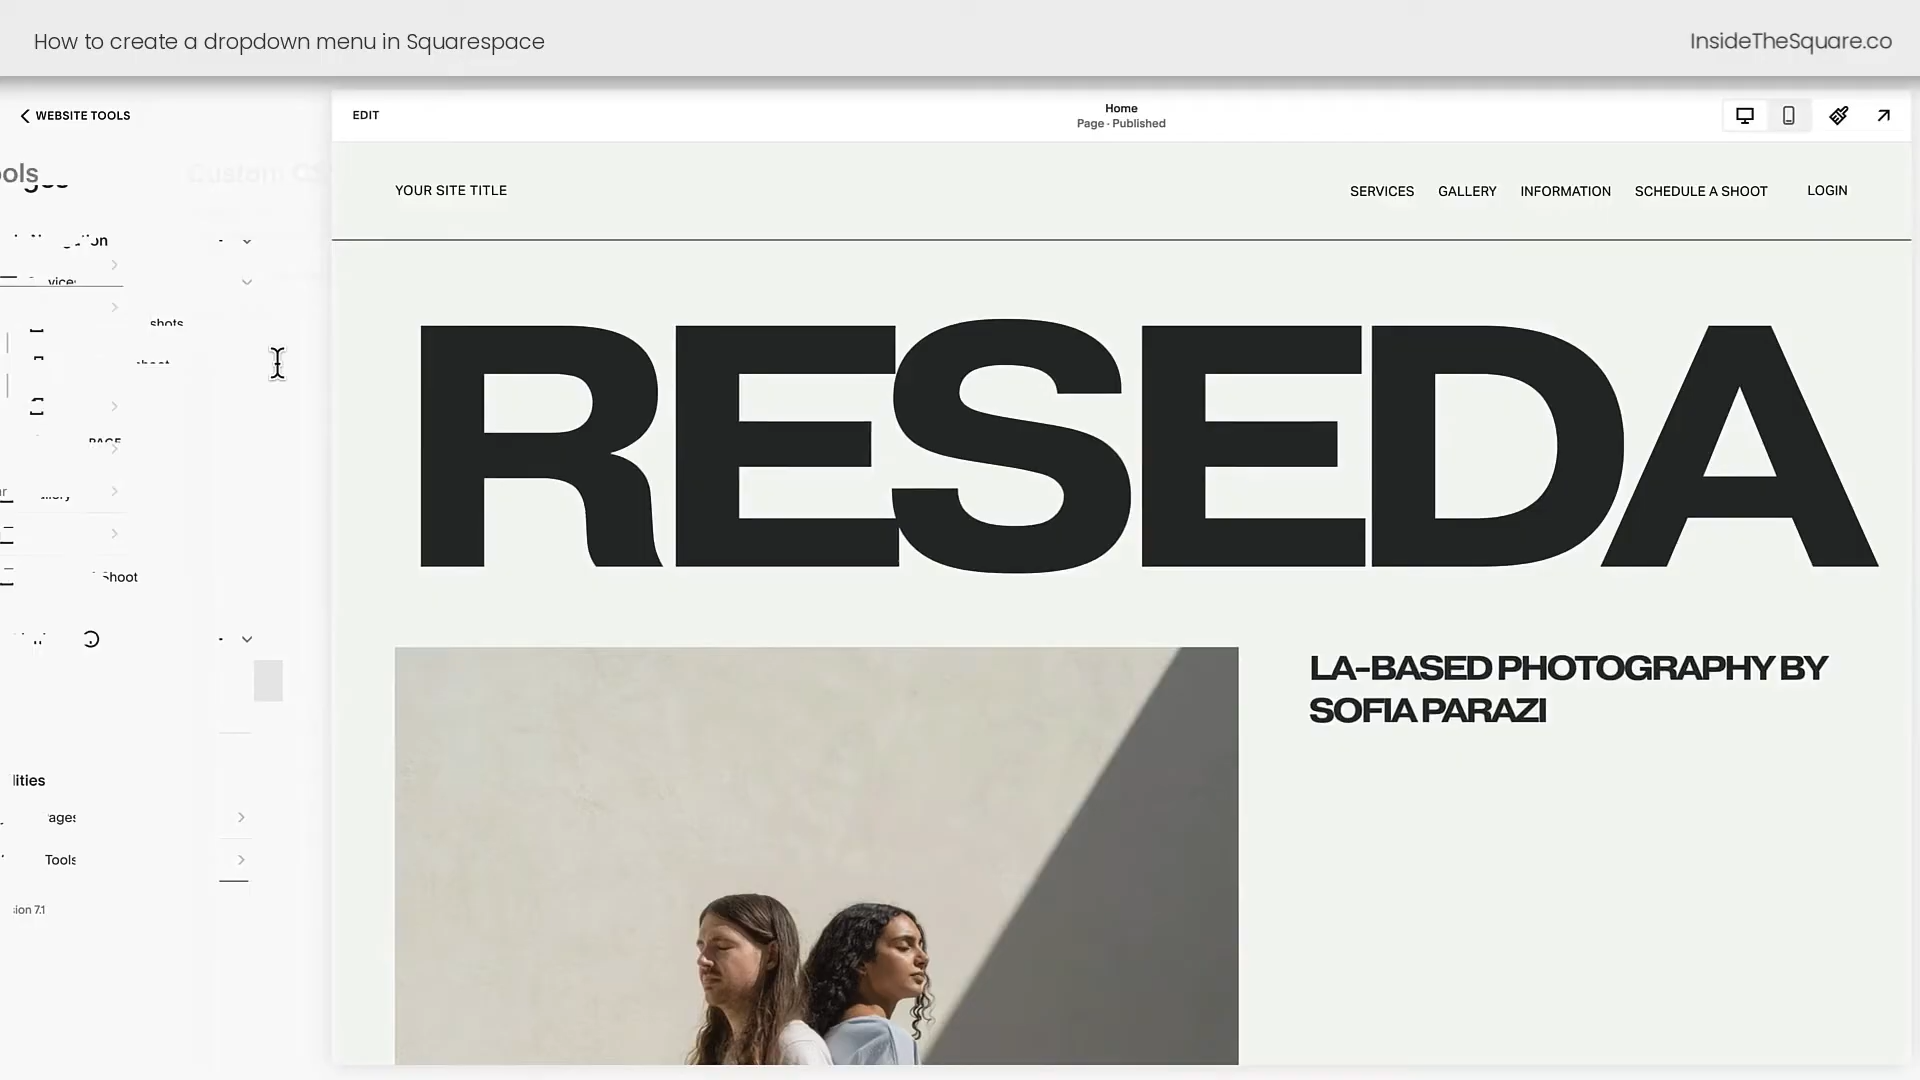 How to create a dropdown menu in Squarespace
InsideTheSquare.co
WEBSITE TOOLS
EDIT
Home
Page · Published
YOUR SITE TITLE
SERVICES
GALLERY
INFORMATION
SCHEDULE A SHOOT
LOGIN
RESEDA
LA-BASED PHOTOGRAPHY BY
SOFIA PARAZI
Tools